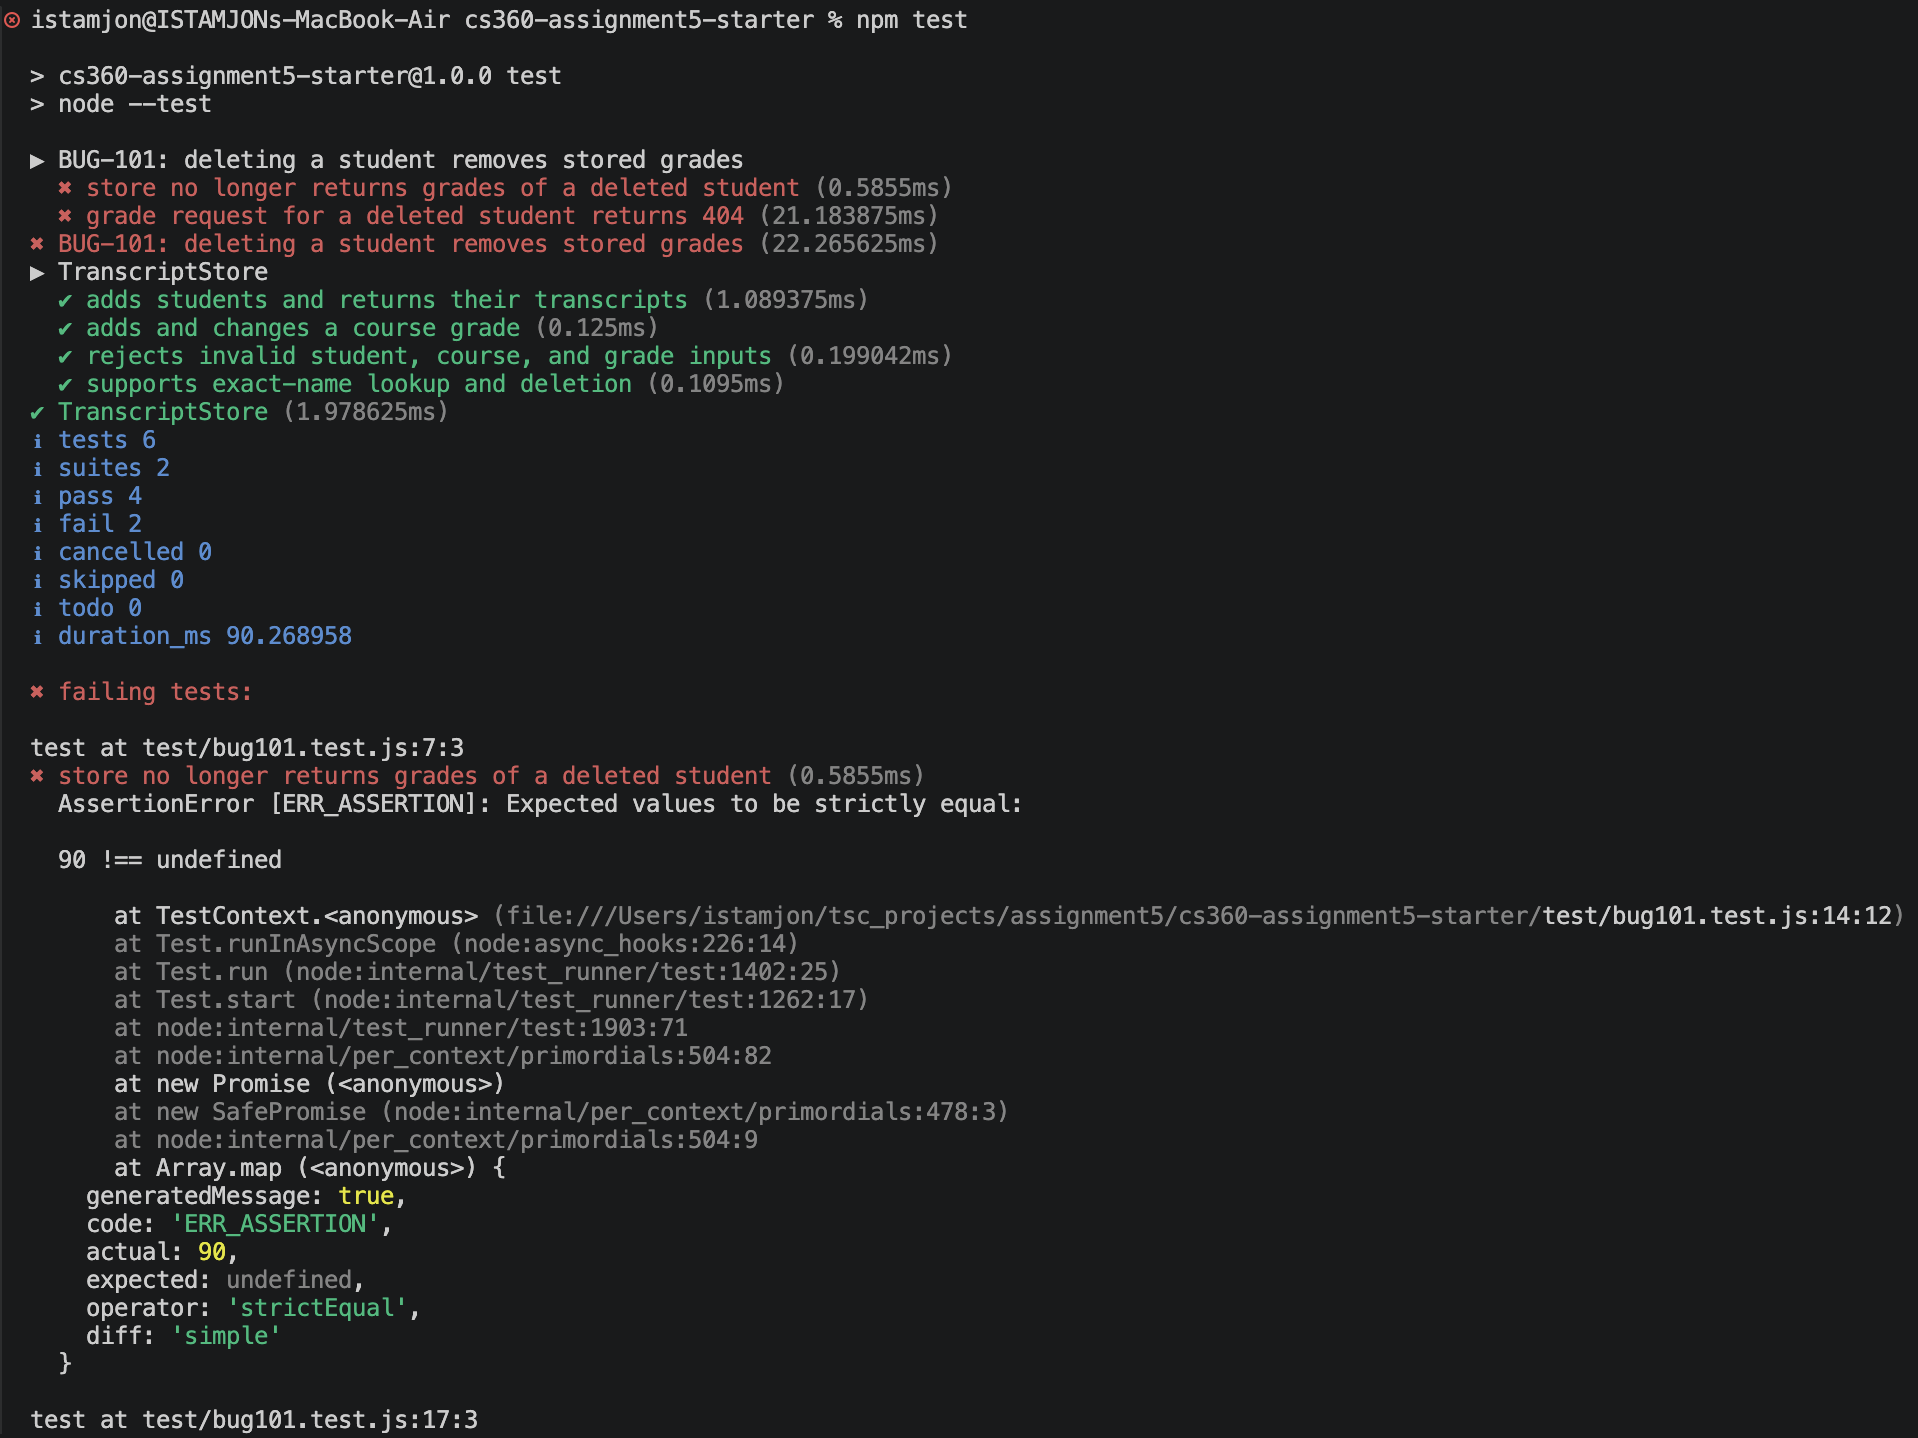 istamjon@ISTAMJONs-MacBook-Air cs360-assignment5-starter % npm test
> cs360-assignment5-starter@1.0.0 test
> node --test
▶ BUG-101: deleting a student removes stored grades
✖ store no longer returns grades of a deleted student (0.5855ms)
✖ grade request for a deleted student returns 404 (21.183875ms)
✖ BUG-101: deleting a student removes stored grades (22.265625ms)
▶ TranscriptStore
✔ adds students and returns their transcripts (1.089375ms)
✔ adds and changes a course grade (0.125ms)
✔ rejects invalid student, course, and grade inputs (0.199042ms)
✔ supports exact-name lookup and deletion (0.1095ms)
✔ TranscriptStore (1.978625ms)
ℹ tests 6
ℹ suites 2
ℹ pass 4
ℹ fail 2
ℹ cancelled 0
ℹ skipped 0
ℹ todo 0
ℹ duration_ms 90.268958
✖ failing tests:
test at test/bug101.test.js:7:3
✖ store no longer returns grades of a deleted student (0.5855ms)
AssertionError [ERR_ASSERTION]: Expected values to be strictly equal:
90 !== undefined
at TestContext.<anonymous> (file:///Users/istamjon/tsc_projects/assignment5/cs360-assignment5-starter/test/bug101.test.js:14:12)
at Test.runInAsyncScope (node:async_hooks:226:14)
at Test.run (node:internal/test_runner/test:1402:25)
at Test.start (node:internal/test_runner/test:1262:17)
at node:internal/test_runner/test:1903:71
at node:internal/per_context/primordials:504:82
at new Promise (<anonymous>)
at new SafePromise (node:internal/per_context/primordials:478:3)
at node:internal/per_context/primordials:504:9
at Array.map (<anonymous>) {
generatedMessage: true,
code: 'ERR_ASSERTION',
actual: 90,
expected: undefined,
operator: 'strictEqual',
diff: 'simple'
}
test at test/bug101.test.js:17:3